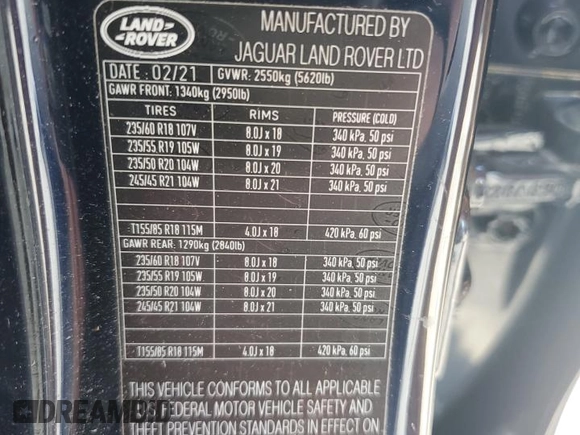 LAND-
ROVER
MANUFACTURED BY
JAGUAR LAND ROVER LTD
DATE : 02/21 GVWR: 2550kg (5620lb)
GAWR FRONT: 1340kg (2950lb)
TIRES RIMS PRESSURE (COLD)
235/60 R18 107V 8.0J x 18 340 kPa, 50 psi
235/55 R19 105W 8.0J x 19 340 kPa, 50 psi
235/50 R20 104W 8.0J x 20 340 kPa, 50 psi
245/45 R21 104W 8.0J x 21 340 kPa, 50 psi
T155/85 R18 115M 4.0J x 18 420 kPa, 60 psi
GAWR REAR: 1290kg (2840lb)
235/60 R18 107V 8.0J x 18 340 kPa, 50 psi
235/55 R19 105W 8.0J x 19 340 kPa, 50 psi
235/50 R20 104W 8.0J x 20 340 kPa, 50 psi
245/45 R21 104W 8.0J x 21 340 kPa, 50 psi
T155/85 R18 115M 4.0J x 18 420 kPa, 60 psi
THIS VEHICLE CONFORMS TO ALL APPLICABLE
FEDERAL MOTOR VEHICLE SAFETY AND
THEFT PREVENTION STANDARDS IN EFFECT ON